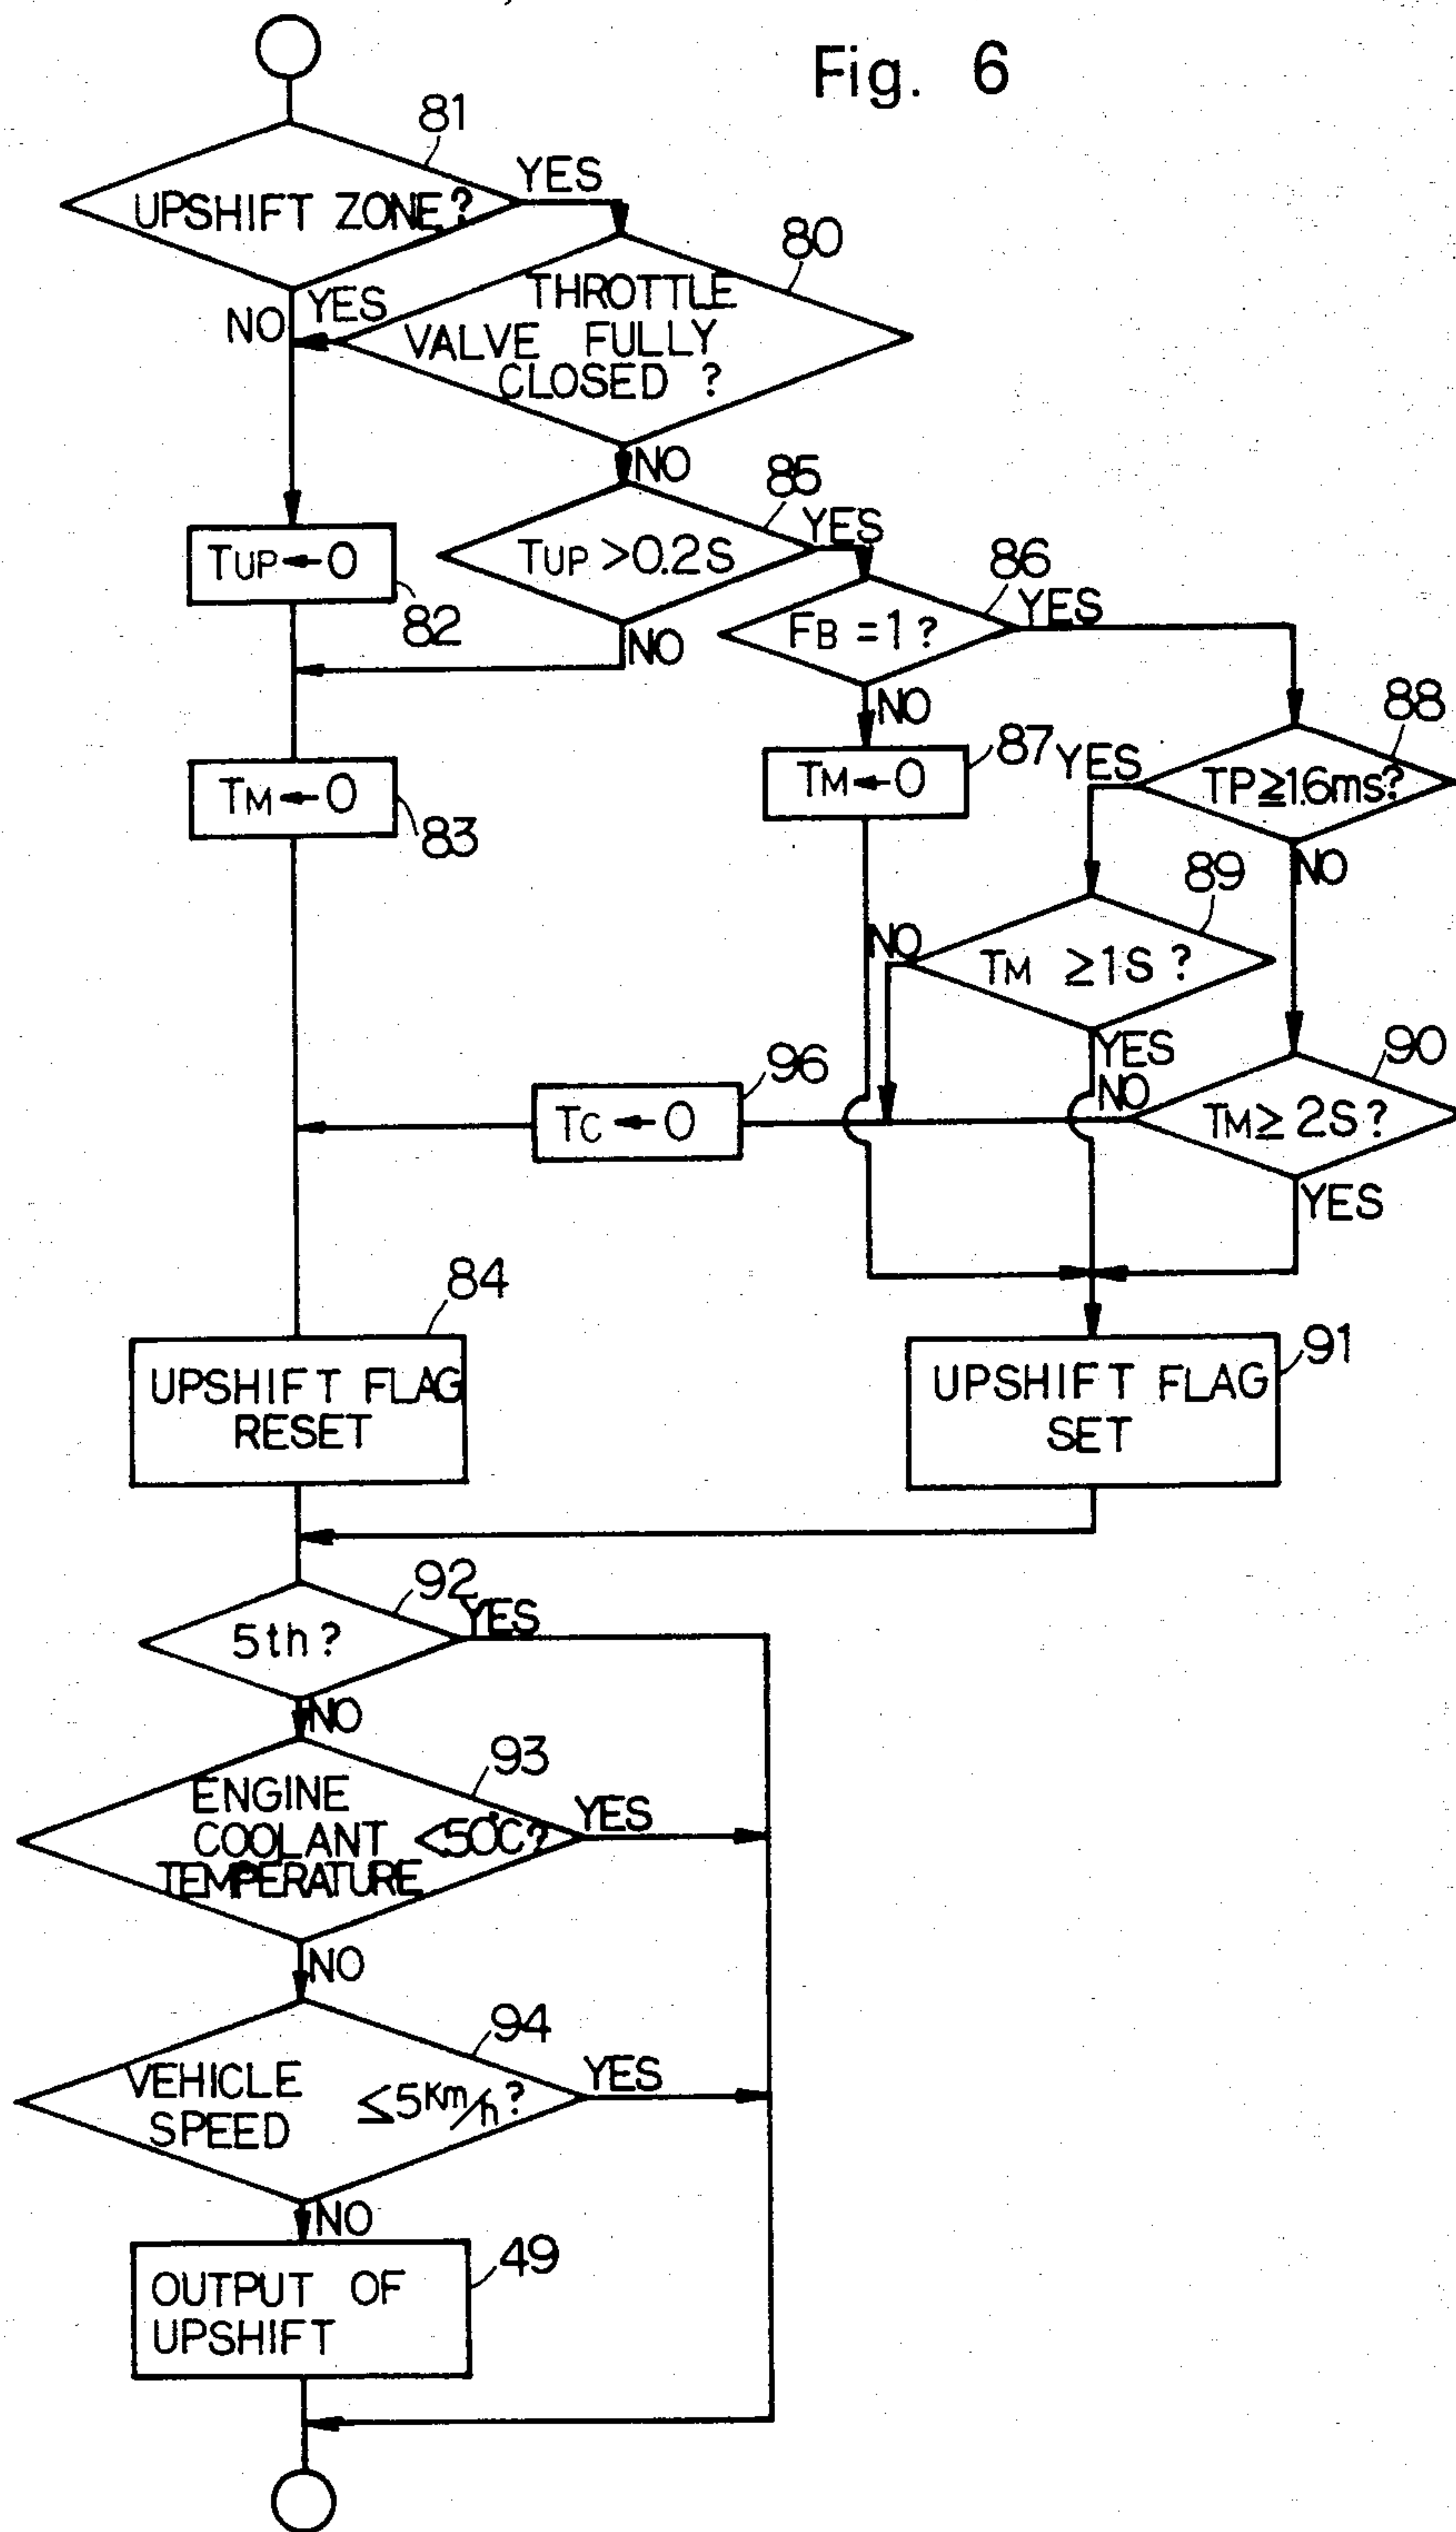 Fig. 6
81
UPSHIFT ZONE?
YES
80
THROTTLE
VALVE FULLY
CLOSED ?
YES
NO
NO
85
TUP >0.2S
YES
TUP←0
82
NO
86
FB =1?
YES
NO
87
TM←0
88
TP≧1.6ms?
YES
NO
TM←0
83
89
TM ≥1S ?
NO
YES
90
TM≥ 2S?
NO
YES
96
TC ←0
84
UPSHIFT FLAG
RESET
91
UPSHIFT FLAG
SET
92
5th?
YES
NO
93
ENGINE
COOLANT <50°C?
TEMPERATURE
YES
NO
94
VEHICLE
SPEED ≤5Km/h?
YES
NO
49
OUTPUT OF
UPSHIFT